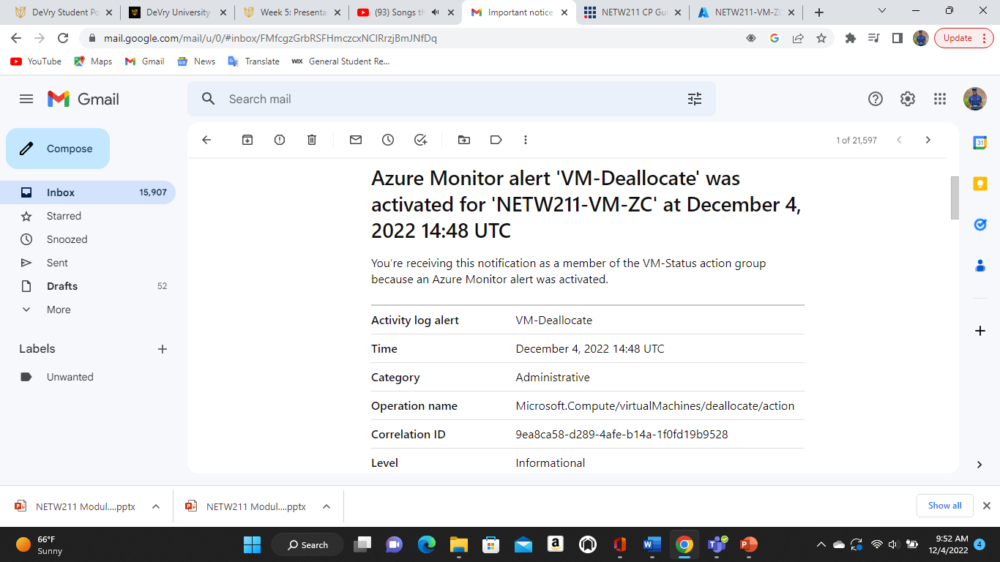 DeVry Student Po
DeVry University
Week 5: Presenta
(93) Songs th
Important notice
NETW211 CP Gui
NETW211-VM-ZC
mail.google.com/mail/u/0/#inbox/FMfcgzGrbRSFHmczcxNClRrzjBmJNfDq
Update
YouTube
Maps
Gmail
News
Translate
WIX
General Student Re...
Gmail
Search mail
Compose
1 of 21,597
Inbox 15,907
Starred
Snoozed
Sent
Drafts 52
More
Labels
Unwanted
Azure Monitor alert 'VM-Deallocate' was
activated for 'NETW211-VM-ZC' at December 4,
2022 14:48 UTC
You're receiving this notification as a member of the VM-Status action group
because an Azure Monitor alert was activated.
Activity log alert VM-Deallocate
Time December 4, 2022 14:48 UTC
Category Administrative
Operation name Microsoft.Compute/virtualMachines/deallocate/action
Correlation ID 9ea8ca58-d289-4afe-b14a-1f0fd19b9528
Level Informational
31
NETW211 Modul....pptx
NETW211 Modul....pptx
Show all
66°F
Sunny
Search
9:52 AM
12/4/2022
4